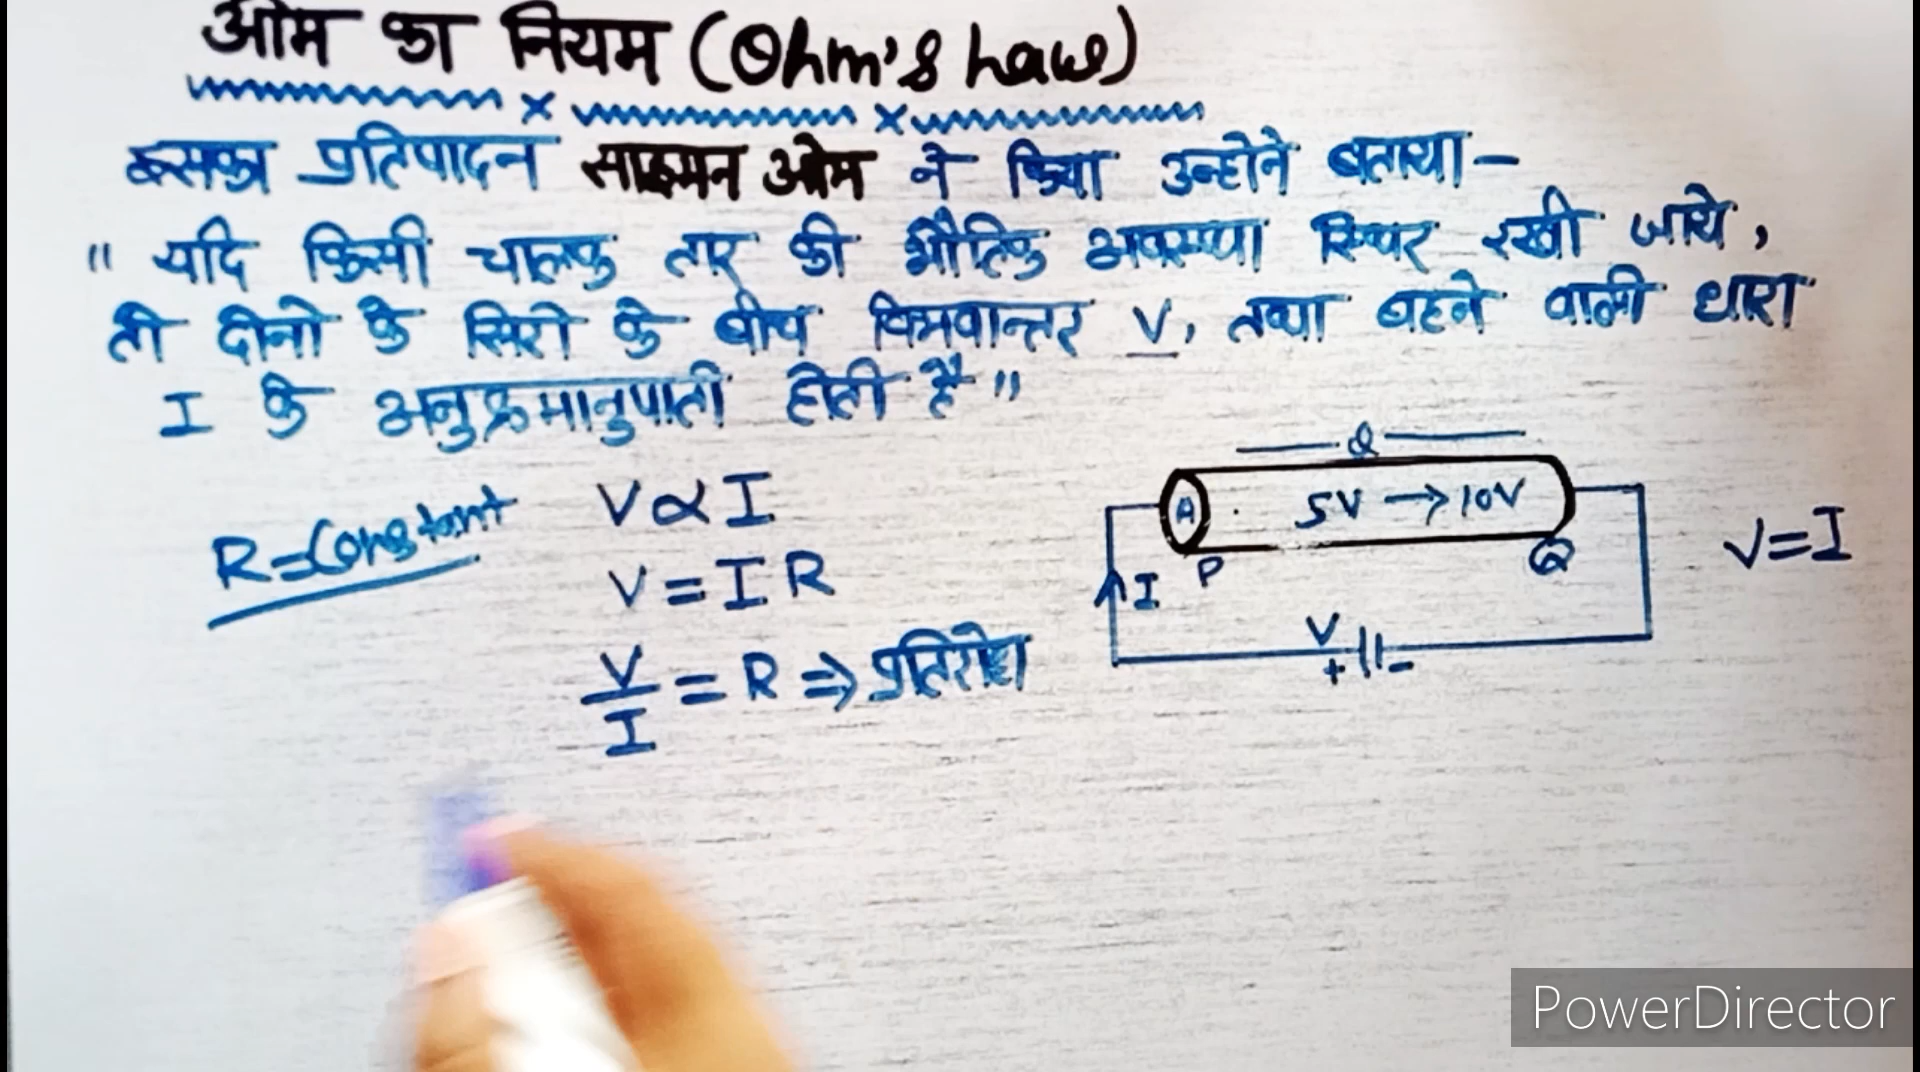 ओम का नियम (Ohm's Law)
इसका प्रतिपादन साइमन ओम ने किया उन्होने बताया-
" यदि किसी चालक तार की भौतिक अवस्था स्थिर रखी जाये,
तो दोनो के सिरो के बीच विभवान्तर V, तथा बहने वाली धारा
I के अनुक्रमानुपाती होती है"
R=Constant
V∝I
V=IR
V/I=R⇒प्रतिरोध
l
A 5V→10V
P Q
I
V
+ -
V=I
PowerDirector